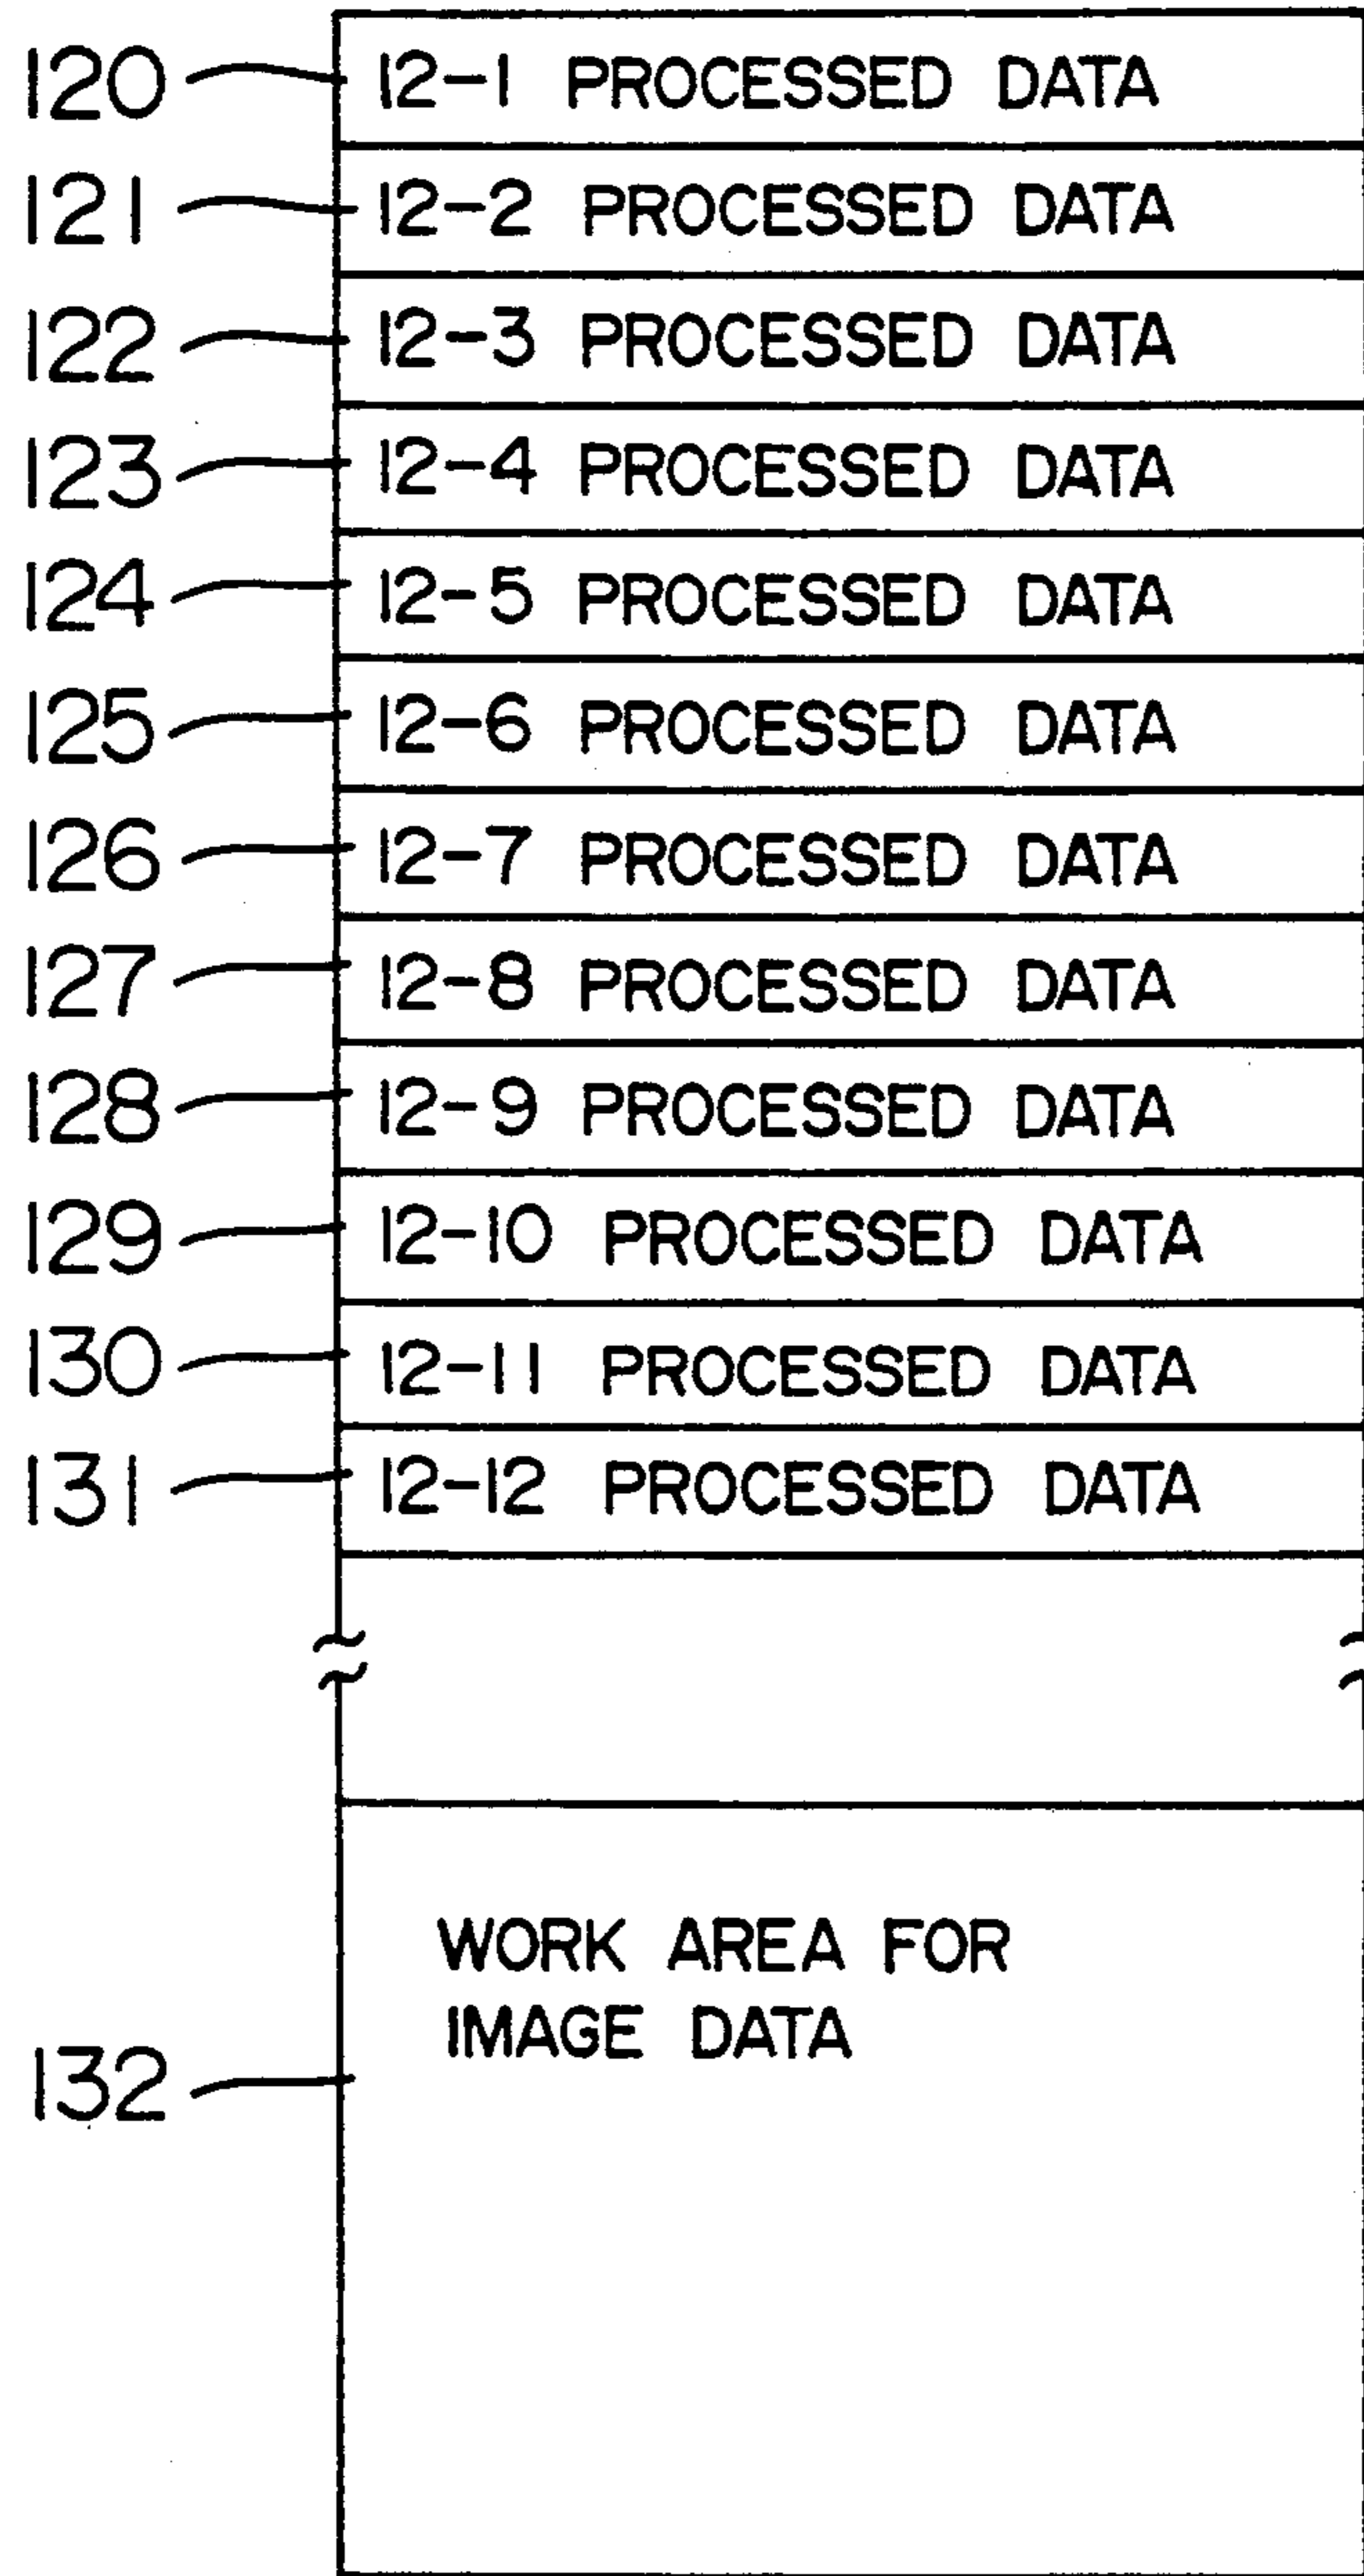 120 12-1 PROCESSED DATA
121 12-2 PROCESSED DATA
122 12-3 PROCESSED DATA
123 12-4 PROCESSED DATA
124 12-5 PROCESSED DATA
125 12-6 PROCESSED DATA
126 12-7 PROCESSED DATA
127 12-8 PROCESSED DATA
128 12-9 PROCESSED DATA
129 12-10 PROCESSED DATA
130 12-11 PROCESSED DATA
131 12-12 PROCESSED DATA
WORK AREA FOR
IMAGE DATA
132